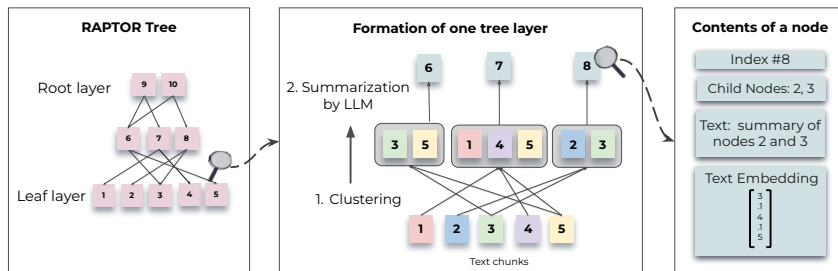 RAPTOR Tree
Root layer
9 10
6 7 8
Leaf layer
1 2 3 4 5
Formation of one tree layer
6 7 8
2. Summarization
by LLM
3 5 1 4 5 2 3
1. Clustering
1 2 3 4 5
Text chunks
Contents of a node
Index #8
Child Nodes: 2, 3
Text: summary of
nodes 2 and 3
Text Embedding
3
.1
4
.1
5